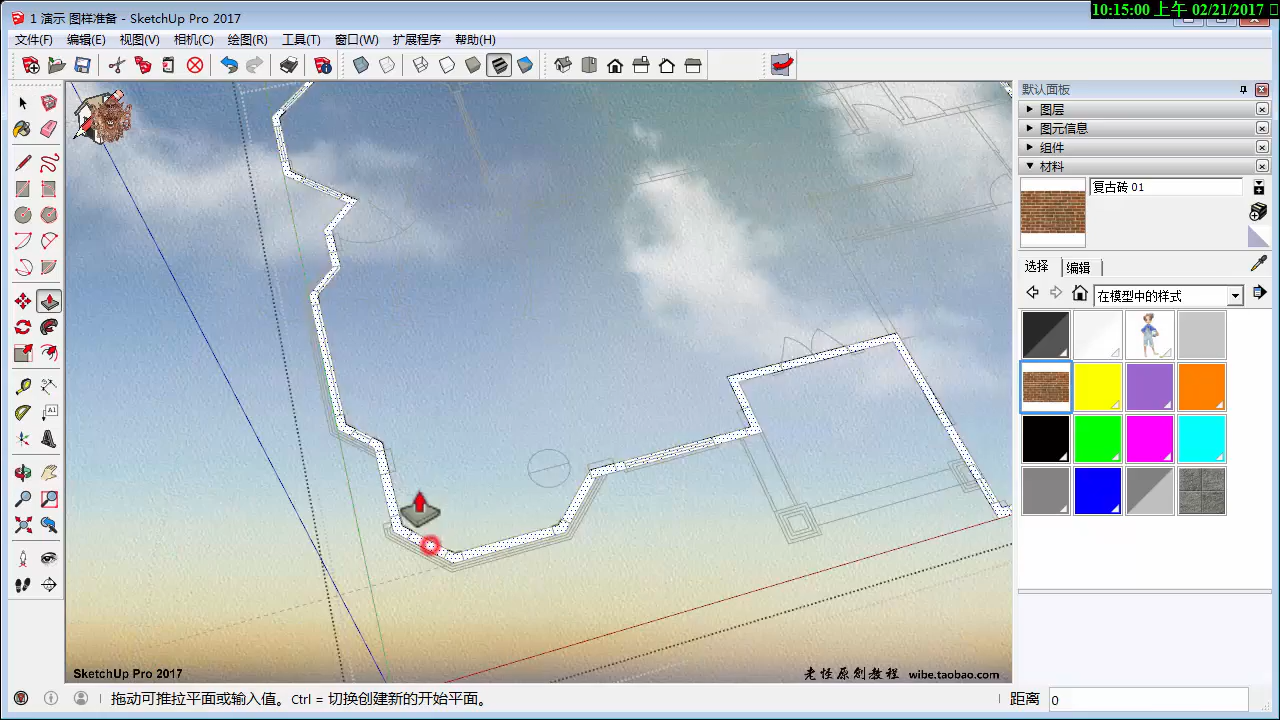 10:15:00 上午 02/21/2017
1 演示 图样准备 - SketchUp Pro 2017
文件(F) 编辑(E) 视图(V) 相机(C) 绘图(R) 工具(T) 窗口(W) 扩展程序 帮助(H)
默认面板
图层
图元信息
组件
材料
复古砖 01
选择 编辑
在模型中的样式
SketchUp Pro 2017
老怪原創教程 wibe.taobao.com
拖动可推拉平面或输入值。Ctrl = 切换创建新的开始平面。
距离 0